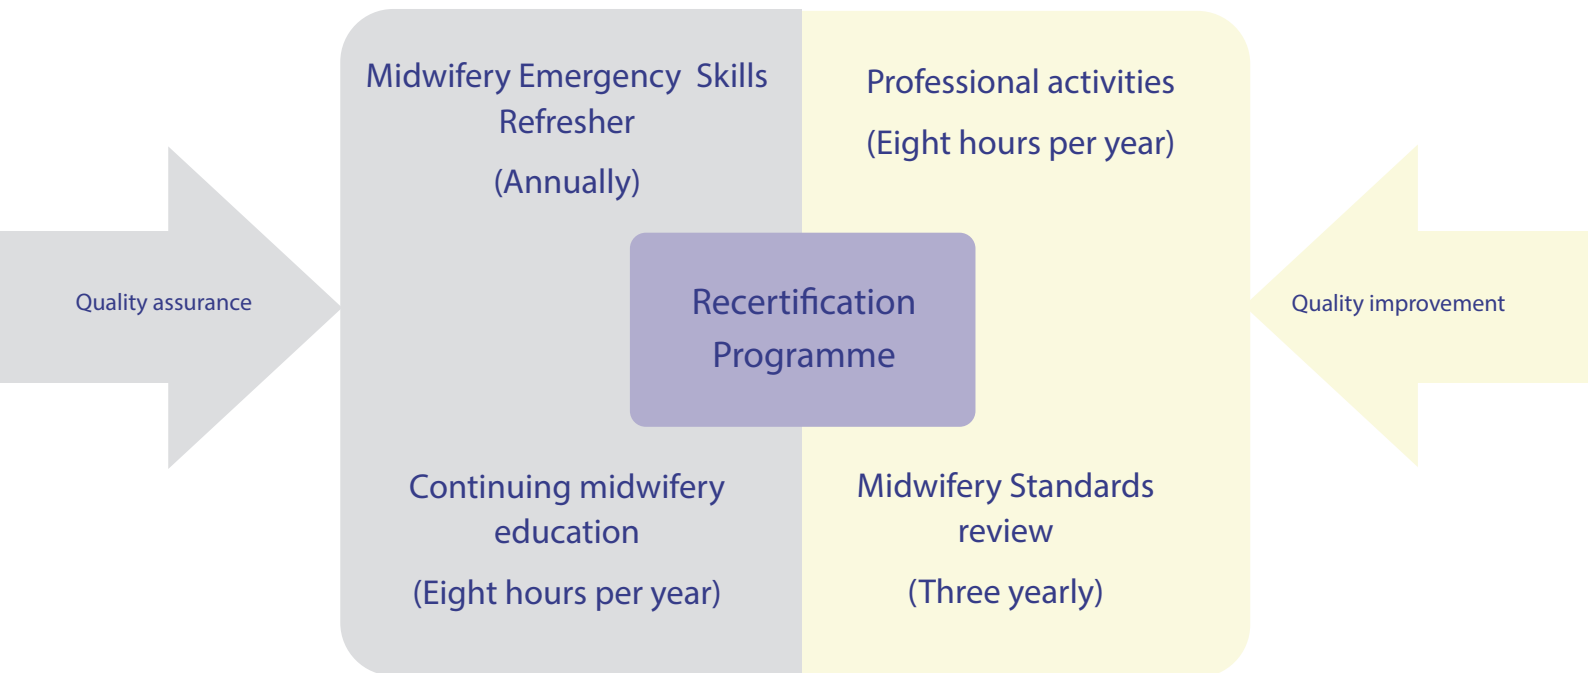 Quality assurance
Midwifery Emergency Skills
Refresher
(Annually)
Professional activities
(Eight hours per year)
Recertification
Programme
Continuing midwifery
education
(Eight hours per year)
Midwifery Standards
review
(Three yearly)
Quality improvement